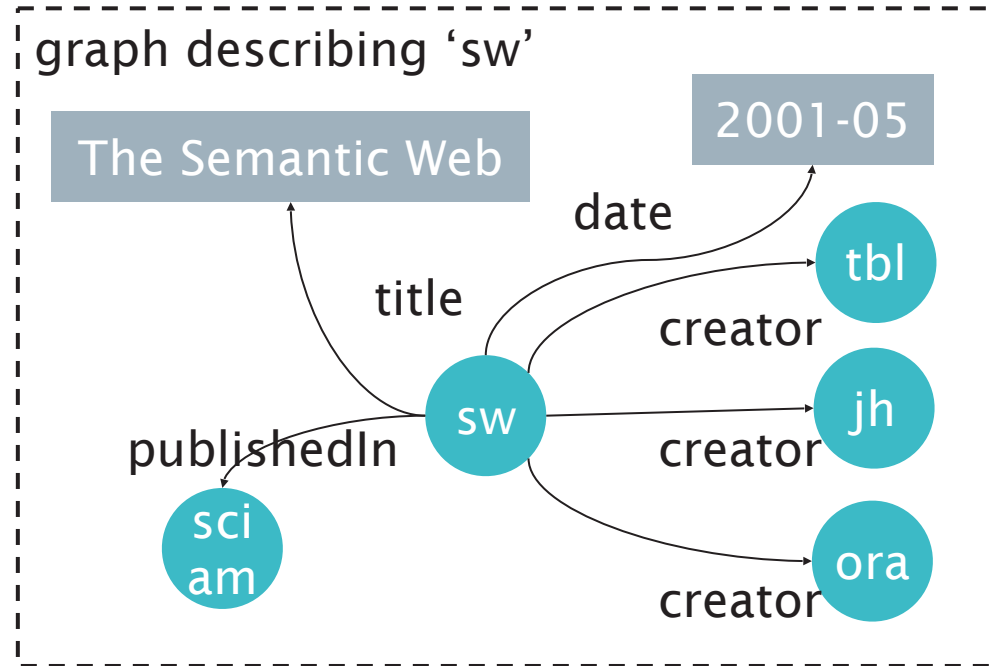 graph describing ‘sw’
2001-05
The Semantic Web
date
tbl
title
creator
sw
jh
publishedIn
creator
sci
am
ora
creator